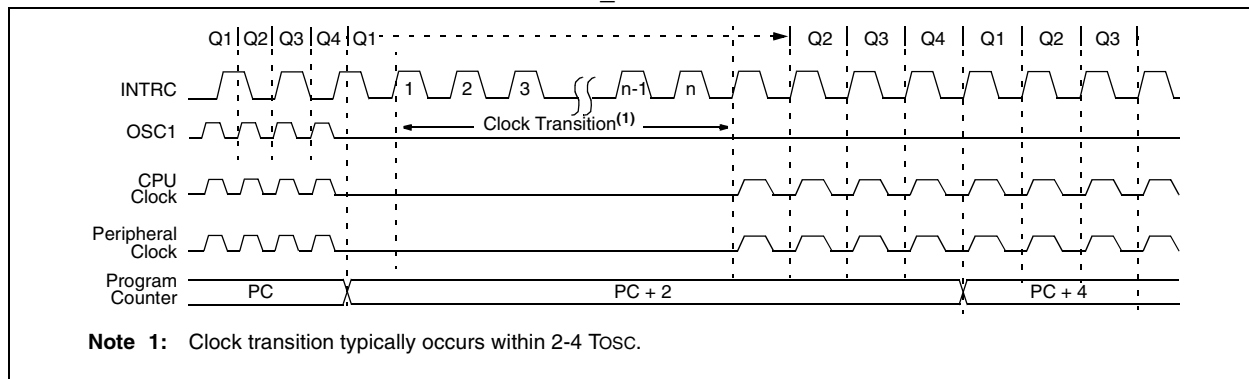 Q1 Q2 Q3 Q4 Q1 Q2 Q3 Q4 Q1 Q2 Q3
INTRC
1 2 3 n-1 n
OSC1
Clock Transition(1)
CPU
Clock
Peripheral
Clock
Program
Counter
PC PC + 2 PC + 4
Note 1: Clock transition typically occurs within 2-4 TOSC.